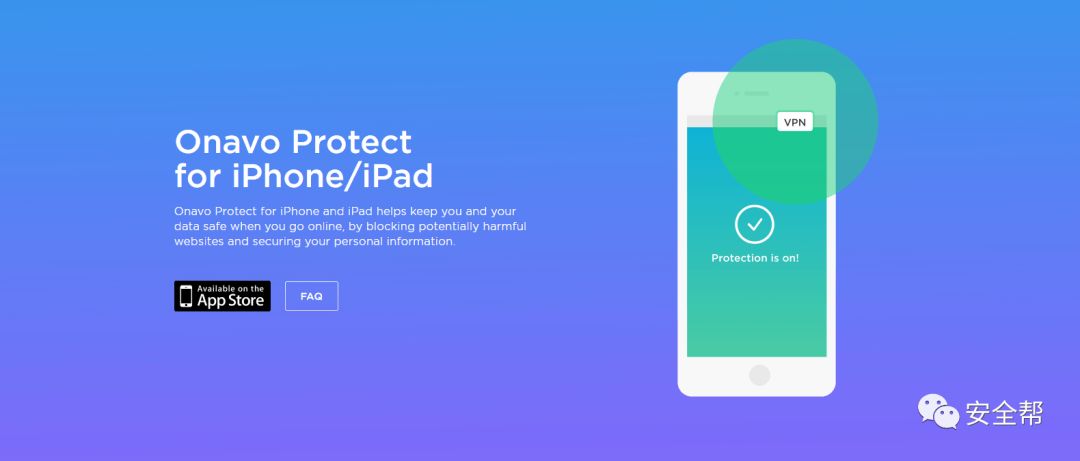 Onavo Protect
for iPhone/iPad
Onavo Protect for iPhone and iPad helps keep you and your
data safe when you go online, by blocking potentially harmful
websites and securing your personal information.
Available on the
App Store
FAQ
VPN
Protection is on!
安全帮